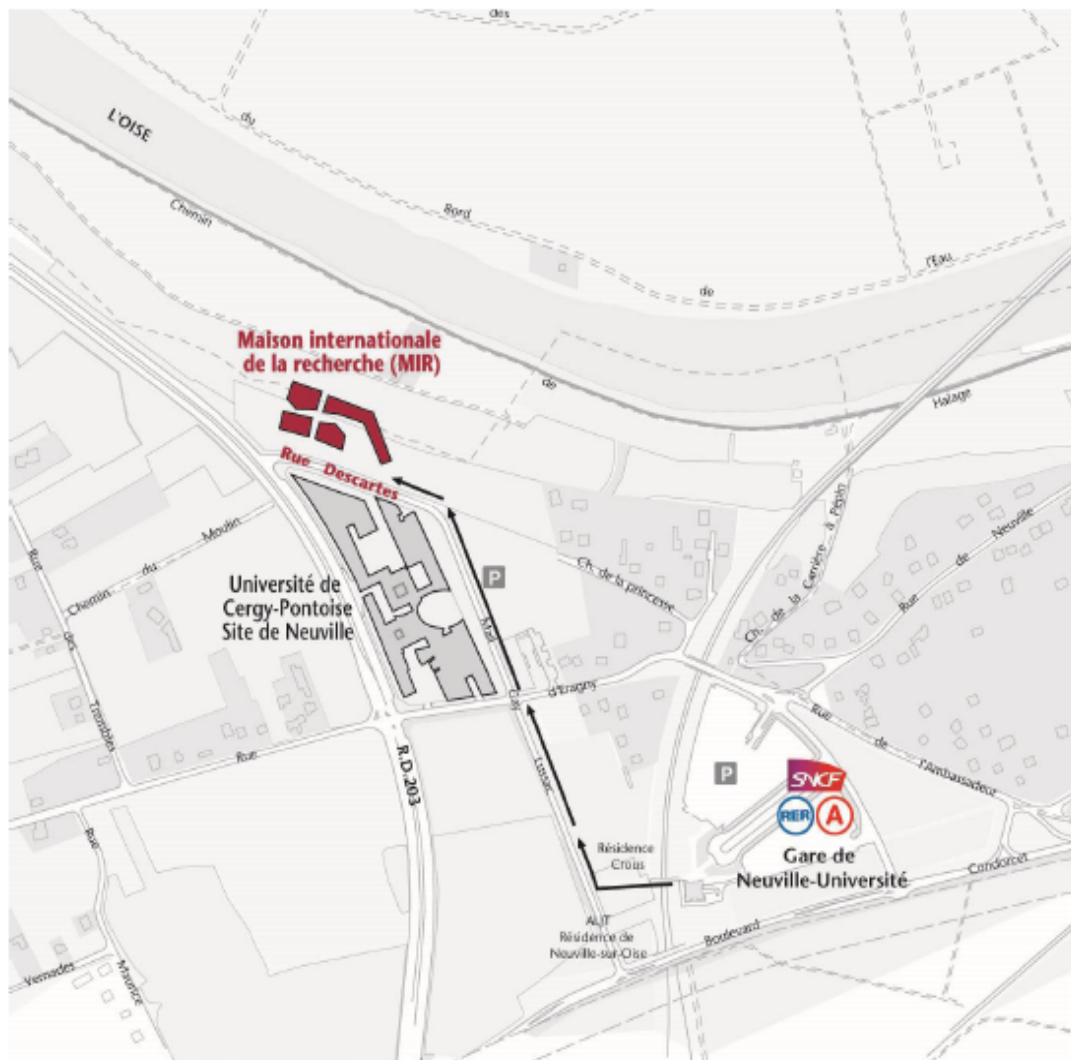 des
du
L'OISE
Chemin
Bord
l'Eau
de
Maison internationale
de la recherche (MIR)
de
Halage
Rue Descartes
Ch. de la Carrière à Pépin
Rue de Neuville
Moulin
du
Chemin
Rue
des
Trembles
P
Ch. de la princesse
Université de
Cergy-Pontoise
Site de Neuville
Mail
Gay
Lussac
d'Eragny
Rue
R.D.203
Rue
de
l'Ambassadeur
P
SNCF
RER A
Gare de
Neuville-Université
Résidence
Crous
Condorcet
Boulevard
ALJT
Résidence de
Neuville-sur-Oise
Rue
Vernades
Maurice